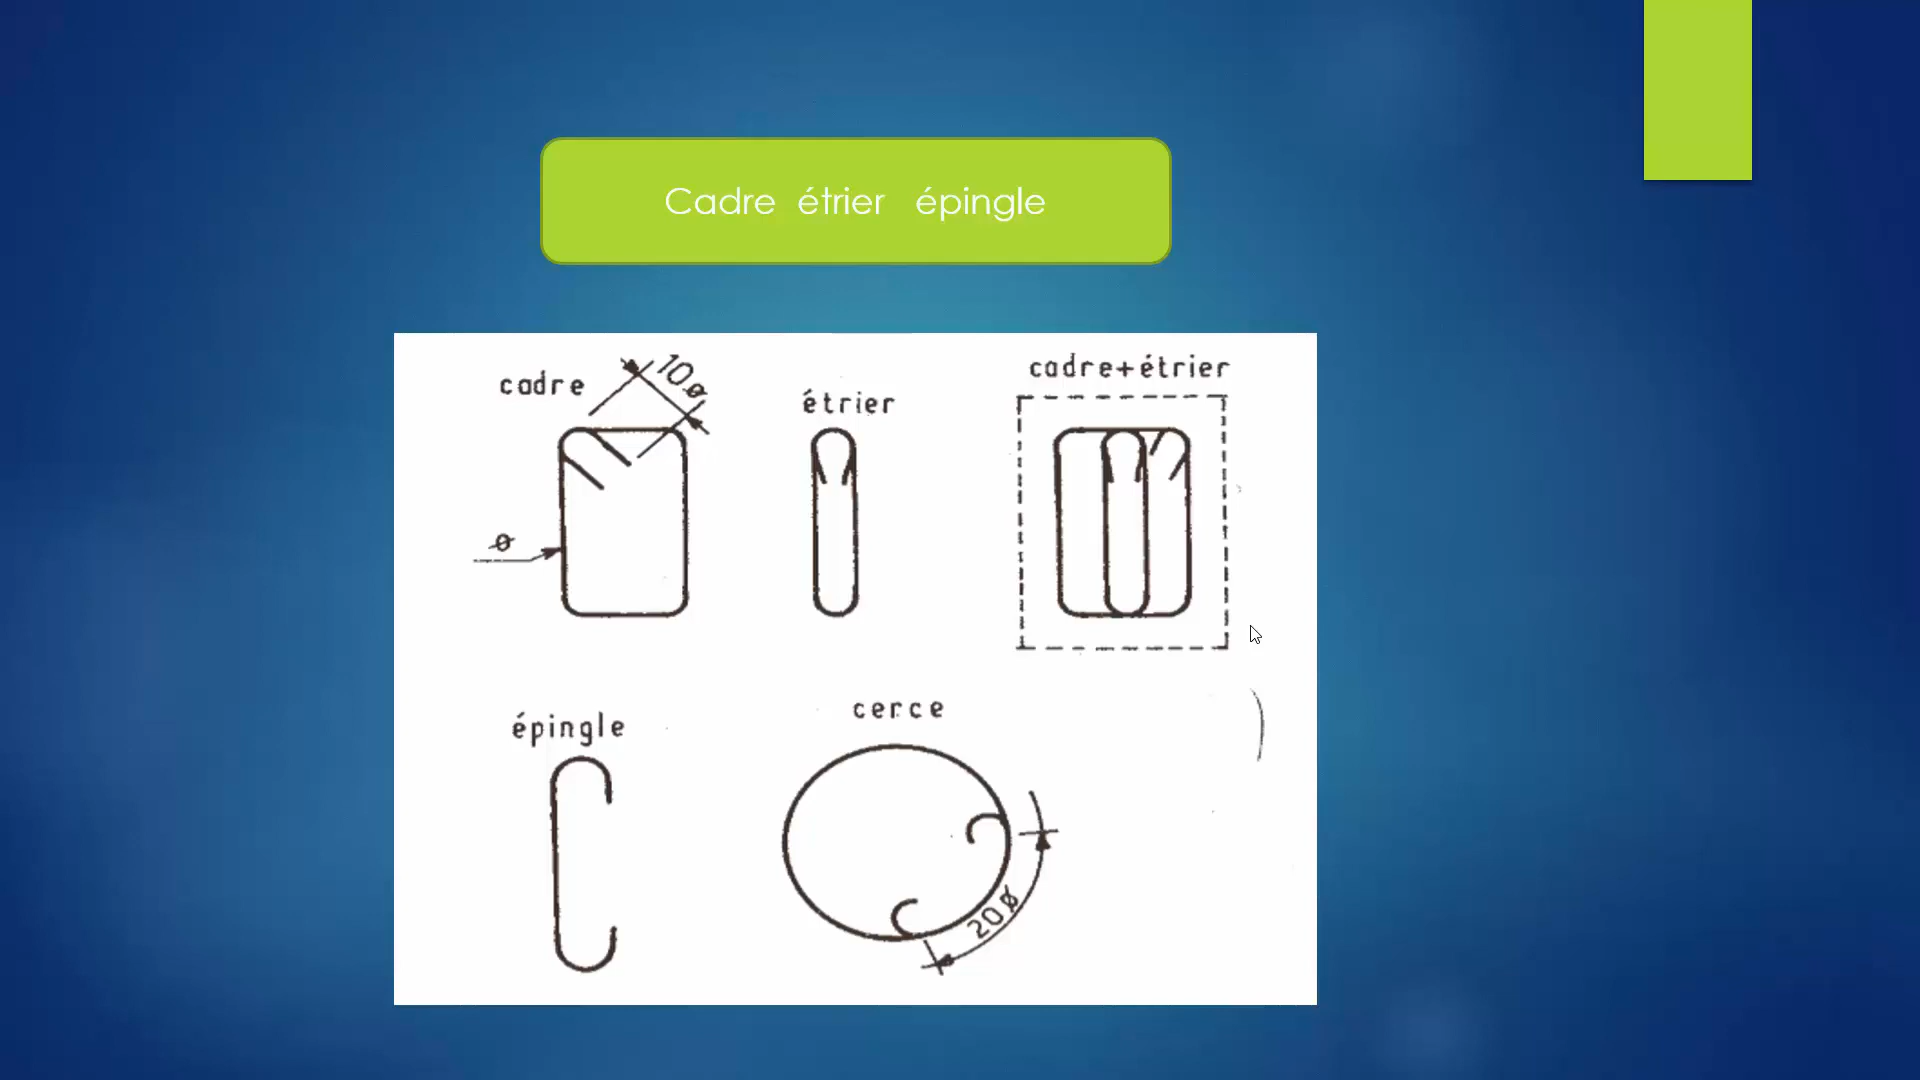 Cadre étrier épingle
cadre
10ø
étrier
cadre+étrier
ø
épingle
cerce
20ø